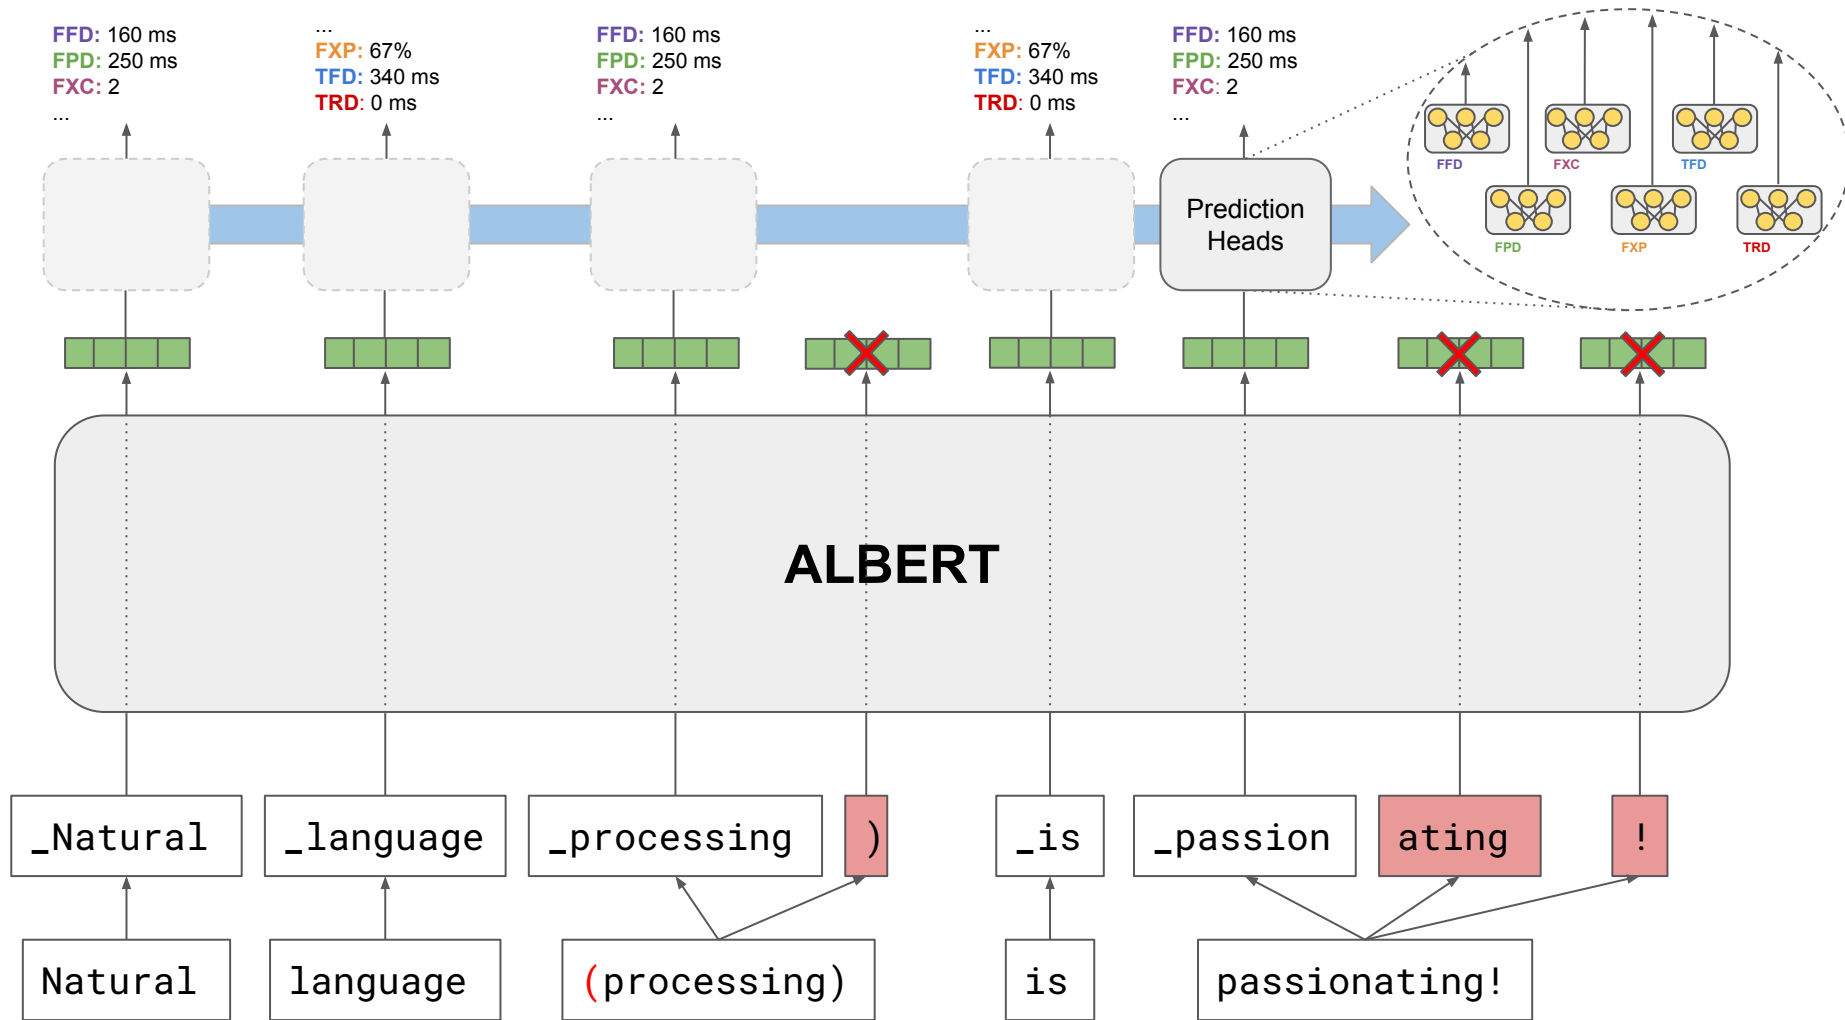 FFD: 160 ms
FPD: 250 ms
FXC: 2
...
...
FXP: 67%
TFD: 340 ms
TRD: 0 ms
FFD: 160 ms
FPD: 250 ms
FXC: 2
...
...
FXP: 67%
TFD: 340 ms
TRD: 0 ms
FFD: 160 ms
FPD: 250 ms
FXC: 2
...
FFD
FXC
TFD
FPD
FXP
TRD
Prediction
Heads
ALBERT
_Natural
_language
_processing
)
_is
_passion
ating
!
Natural
language
(processing)
is
passionating!